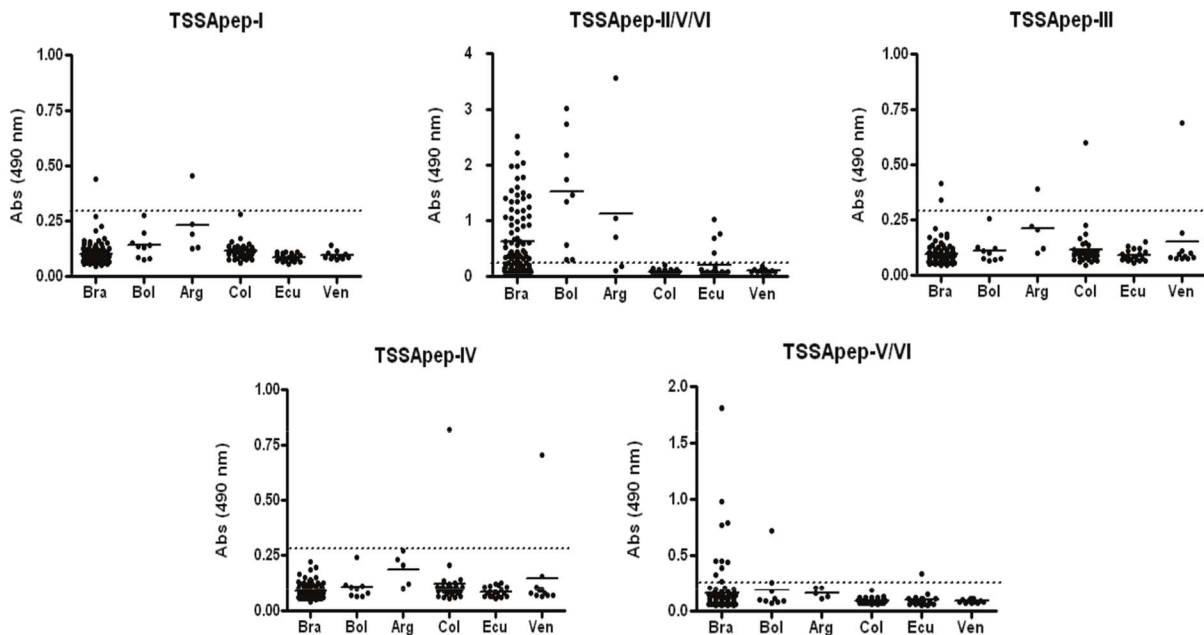 TSSApep-I
1.00
0.75
0.50
0.25
0.00
Abs (490 nm)
Bra Bol Arg Col Ecu Ven
TSSApep-II/V/VI
4
3
2
1
0
Abs (490 nm)
Bra Bol Arg Col Ecu Ven
TSSApep-III
1.00
0.75
0.50
0.25
0.00
Abs (490 nm)
Bra Bol Arg Col Ecu Ven
TSSApep-IV
1.00
0.75
0.50
0.25
0.00
Abs (490 nm)
Bra Bol Arg Col Ecu Ven
TSSApep-V/VI
2.0
1.5
1.0
0.5
0.0
Abs (490 nm)
Bra Bol Arg Col Ecu Ven